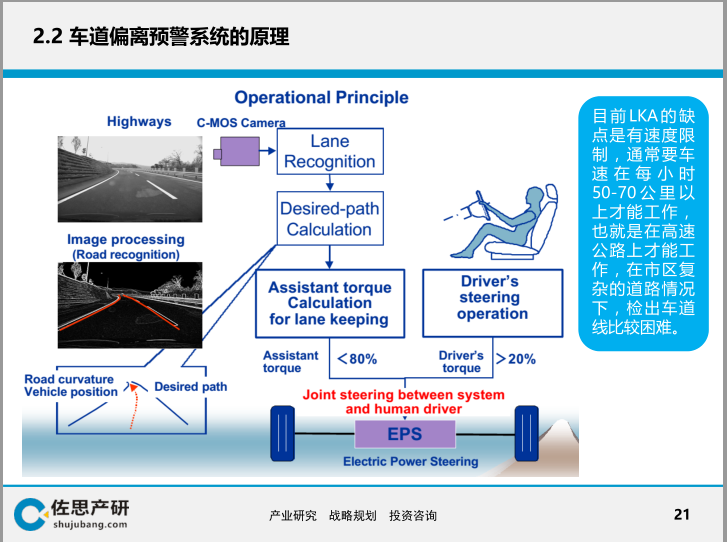 2.2 车道偏离预警系统的原理
Operational Principle
Highways
C-MOS Camera
Lane
Recognition
Desired-path
Calculation
Image processing
(Road recognition)
Assistant torque
Calculation
for lane keeping
Driver's
steering
operation
Assistant
torque
<80%
Driver's
torque
>20%
Road curvature
Vehicle position
Desired path
Joint steering between system
and human driver
EPS
Electric Power Steering
目前LKA的缺
点是有速度限
制，通常要车
速在每小时
50-70公里以
上才能工作，
也就是在高速
公路上才能工
作，在市区复
杂的道路情况
下，检出车道
线比较困难。
佐思产研
shujubang.com
产业研究 战略规划 投资咨询
21